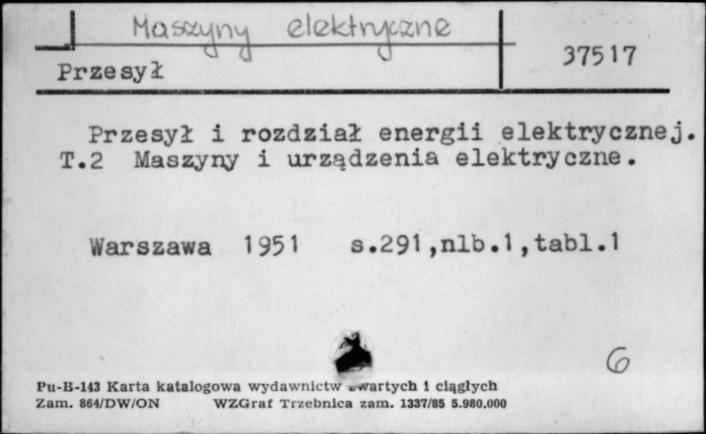 Maszyny elektryczne
37517
Przesył
Przesył i rozdział energii elektrycznej.
T.2 Maszyny i urządzenia elektryczne.
Warszawa 1951 s.291,nlb.1,tabl.1
6
Pu-B-143 Karta katalogowa wydawnictw zwartych i ciągłych
Zam. 864/DW/ON WZGraf Trzebnica zam. 1337/85 5.980.000